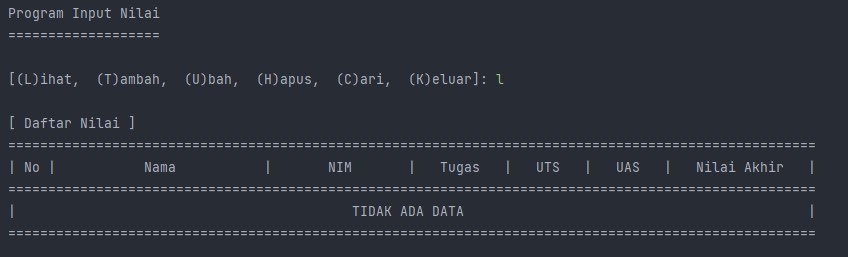 Program Input Nilai
===================
[(L)ihat,  (T)ambah,  (U)bah,  (H)apus,  (C)ari,  (K)eluar]: l
[ Daftar Nilai ]
=====================================================================================================
| No |           Nama           |       NIM       |   Tugas   |   UTS   |   UAS   |   Nilai Akhir   |
=====================================================================================================
|                                          TIDAK ADA DATA                                           |
=====================================================================================================